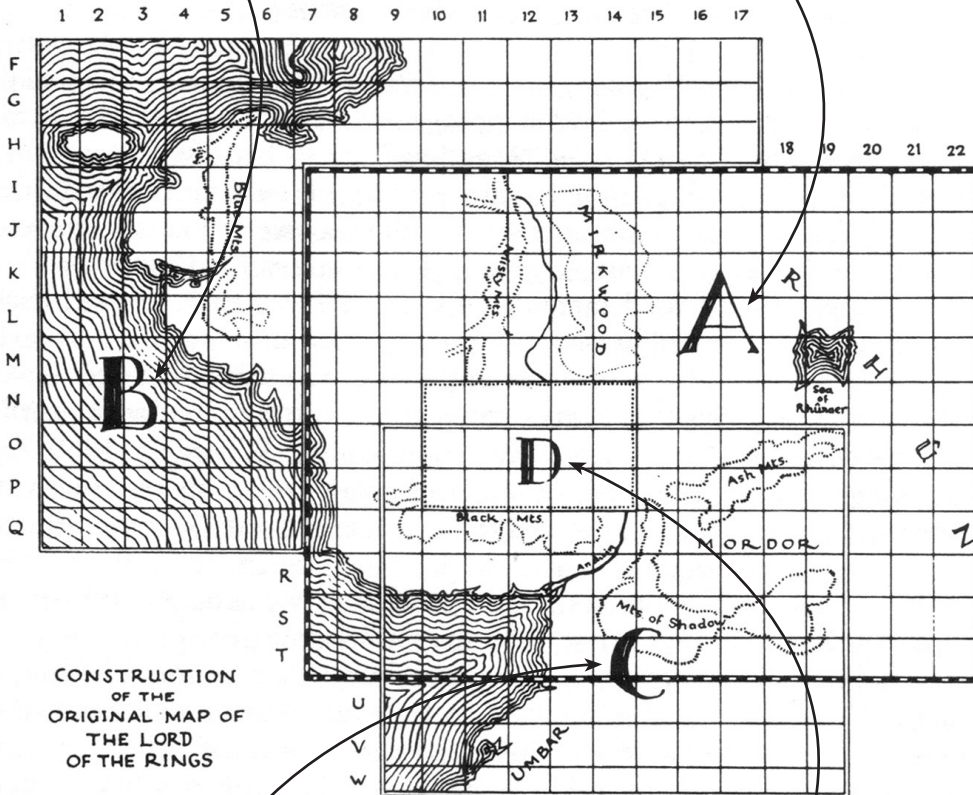 1 2 3 4 5 6 7 8 9 10 11 12 13 14 15 16 17
F
G
H
18 19 20 21 22
I
J
K
L
M
N
O
P
Q
R
S
T
U
V
W
Blue Mts.
Misty Mts.
MIRKWOOD
A
R
H
Sea
of
Rhûnaer
B
D
Û
N
Ash Mts.
Black Mts.
Anduin
MORDOR
Mts of Shadow
C
UMBAR
CONSTRUCTION
OF THE
ORIGINAL MAP OF
THE LORD
OF THE RINGS